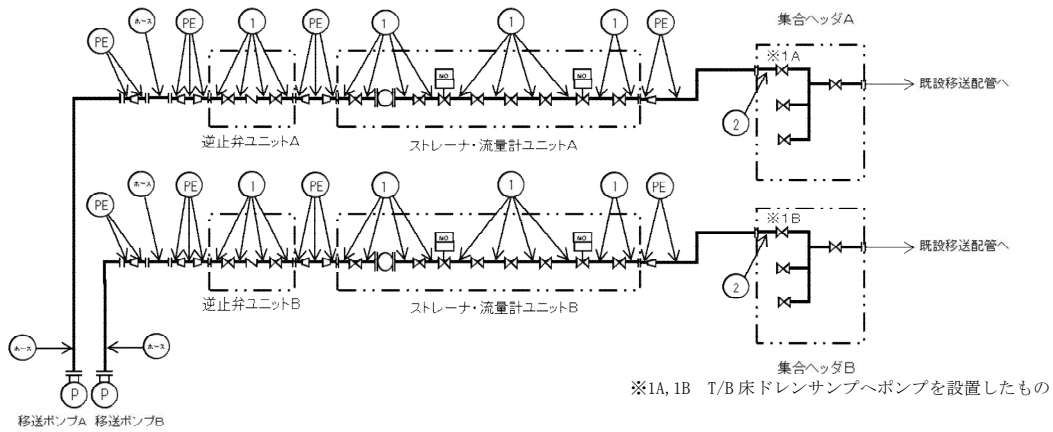 PE
ホース
PE
1
PE
1
1
1
PE
集合ヘッダA
※1A
NO
NO
2
既設移送配管へ
逆止弁ユニットA
ストレーナ・流量計ユニットA
PE
ホース
PE
1
PE
1
1
1
PE
※1B
NO
NO
2
既設移送配管へ
逆止弁ユニットB
ストレーナ・流量計ユニットB
ホース
ホース
集合ヘッダB
※1A,1B T/B 床ドレンサンプへポンプを設置したもの
P
P
移送ポンプA 移送ポンプB